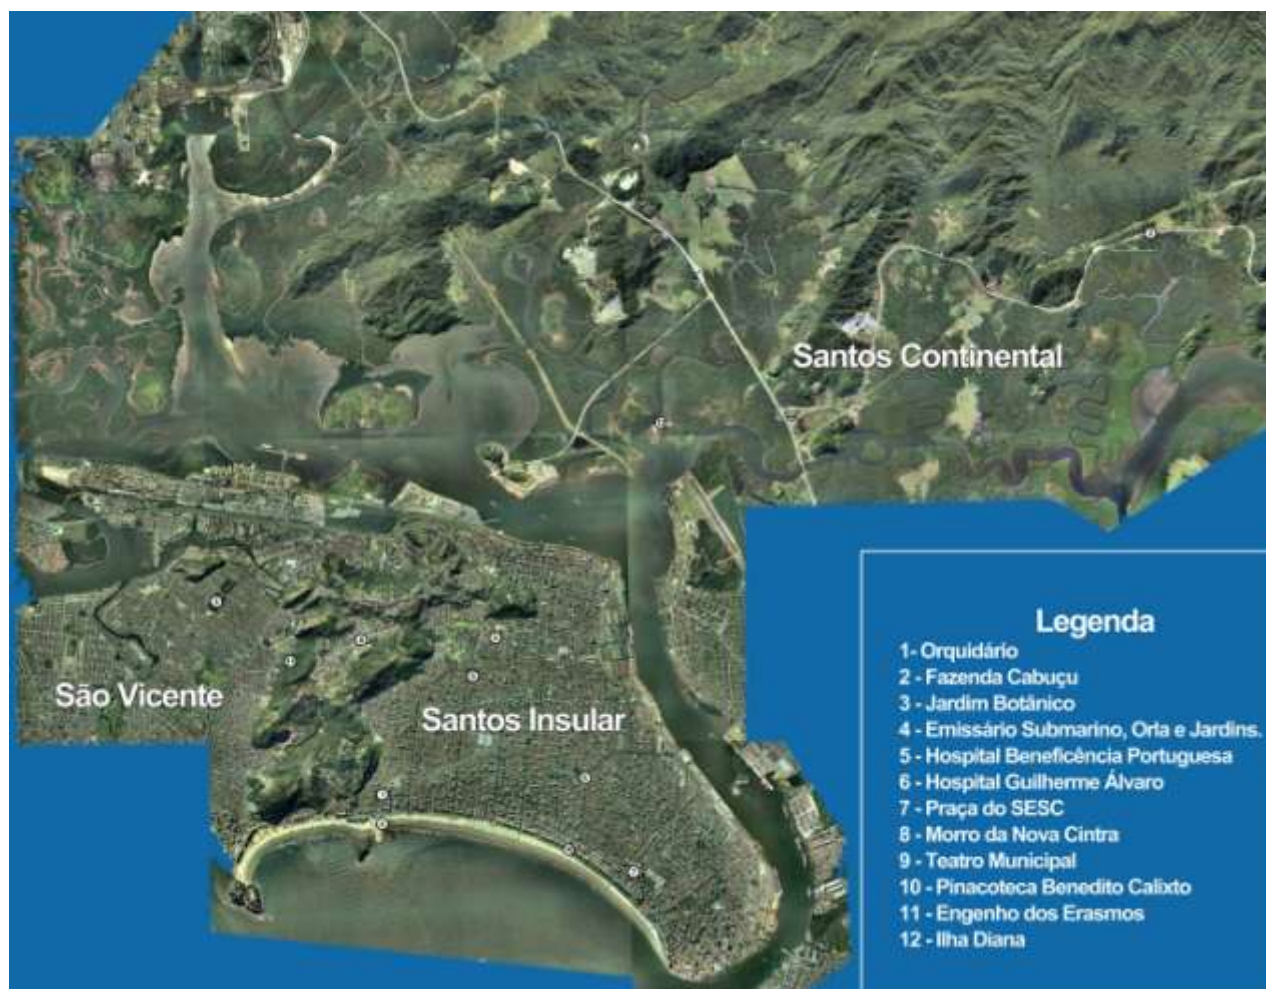 Santos Continental
São Vicente
Santos Insular
Legenda
1- Orquidário
2 - Fazenda Cabuçu
3 - Jardim Botânico
4 - Emissário Submarino, Orla e Jardins.
5 - Hospital Beneficência Portuguesa
6 - Hospital Guilherme Álvaro
7 - Praça do SESC
8 - Morro da Nova Cintra
9 - Teatro Municipal
10 - Pinacoteca Benedito Calixto
11 - Engenho dos Erasmos
12 - Ilha Diana